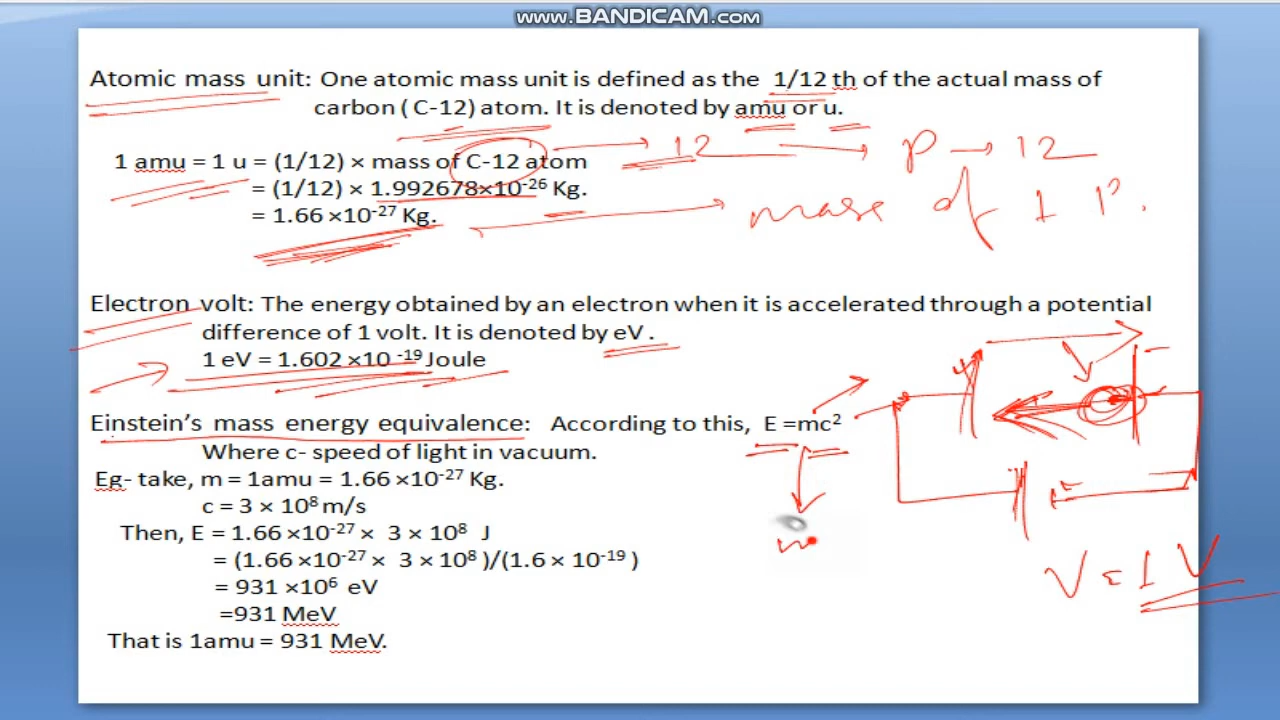 www.BANDICAM.com
Atomic mass unit: One atomic mass unit is defined as the 1/12 th of the actual mass of
carbon ( C-12) atom. It is denoted by amu or u.
1 amu = 1 u = (1/12) × mass of C-12 atom → 12 → P → 12
= (1/12) × 1.992678×10⁻²⁶ Kg.
= 1.66 ×10⁻²⁷ Kg. → mass of 1 P.
Electron volt: The energy obtained by an electron when it is accelerated through a potential
difference of 1 volt. It is denoted by eV .
1 eV = 1.602 ×10 ⁻¹⁹ Joule
Einstein's mass energy equivalence: According to this, E =mc²
Where c- speed of light in vacuum.
Eg- take, m = 1amu = 1.66 ×10⁻²⁷ Kg.
c = 3 × 10⁸ m/s
Then, E = 1.66 ×10⁻²⁷ × 3 × 10⁸ J
= (1.66 ×10⁻²⁷ × 3 × 10⁸ )/(1.6 × 10⁻¹⁹ )
= 931 ×10⁶ eV
=931 MeV
That is 1amu = 931 MeV.
V = 1 V